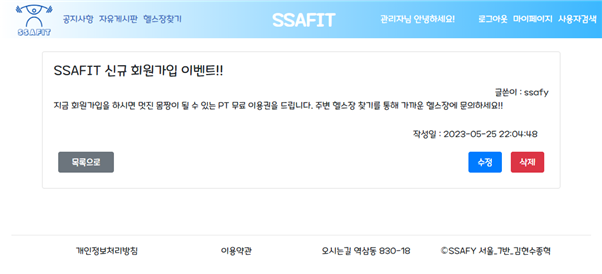 SSAFIT
공지사항 자유게시판 헬스장찾기
SSAFIT
관리자님 안녕하세요!
로그아웃 마이페이지 사용자검색
SSAFIT 신규 회원가입 이벤트!!
글쓴이 : ssafy
지금 회원가입을 하시면 멋진 몸짱이 될 수 있는 PT 무료 이용권을 드립니다. 주변 헬스장 찾기를 통해 가까운 헬스장에 문의하세요!!
작성일 : 2023-05-25 22:04:48
목록으로
수정
삭제
개인정보처리방침
이용약관
오시는길 역삼동 830-18
©SSAFY 서울_7반_김현수종혁